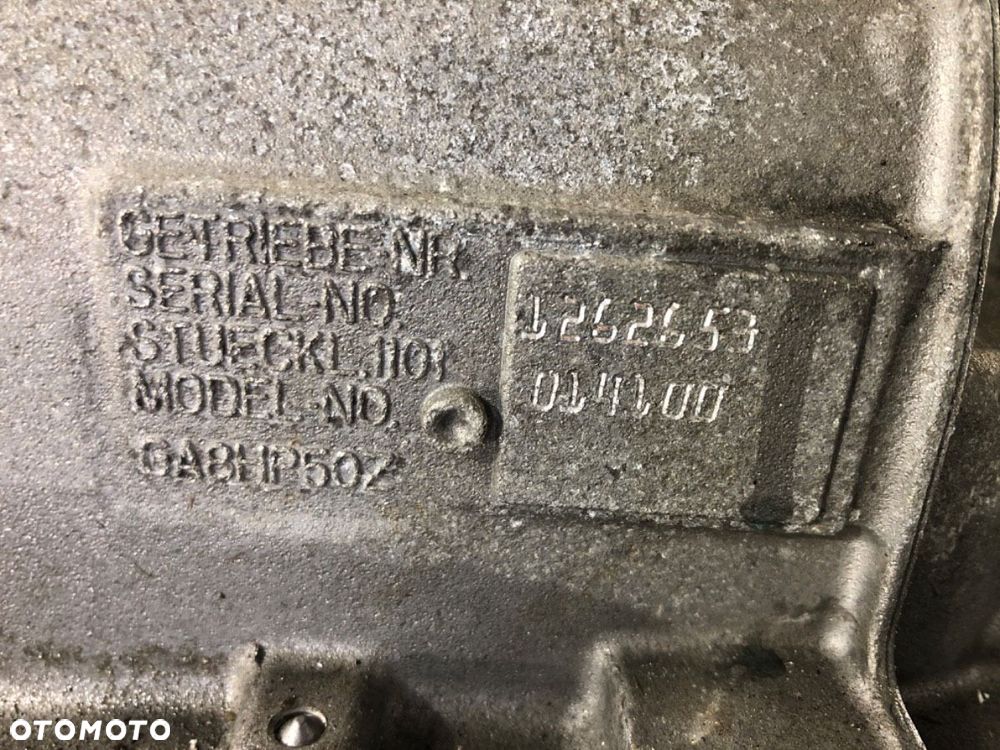 GETRIEBE-NR.
SERIAL-NO.
1262653
STUECKL.1101
MODEL-NO.
014100
GA8HP50Z
OTOMOTO